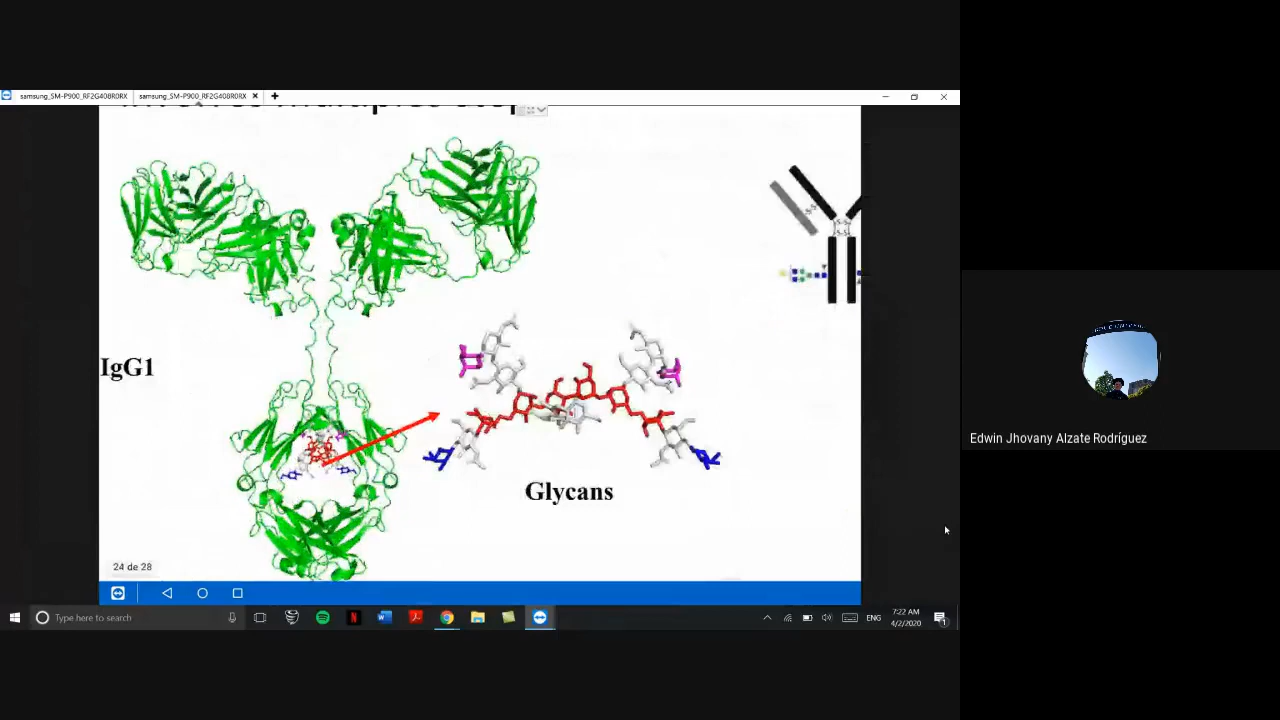 samsung_SM-P900_RF2G408R0RX
samsung_SM-P900_RF2G408R0RX
IgG1
Glycans
24 de 28
Edwin Jhovany Alzate Rodríguez
Type here to search
ENG
7:22 AM
4/2/2020